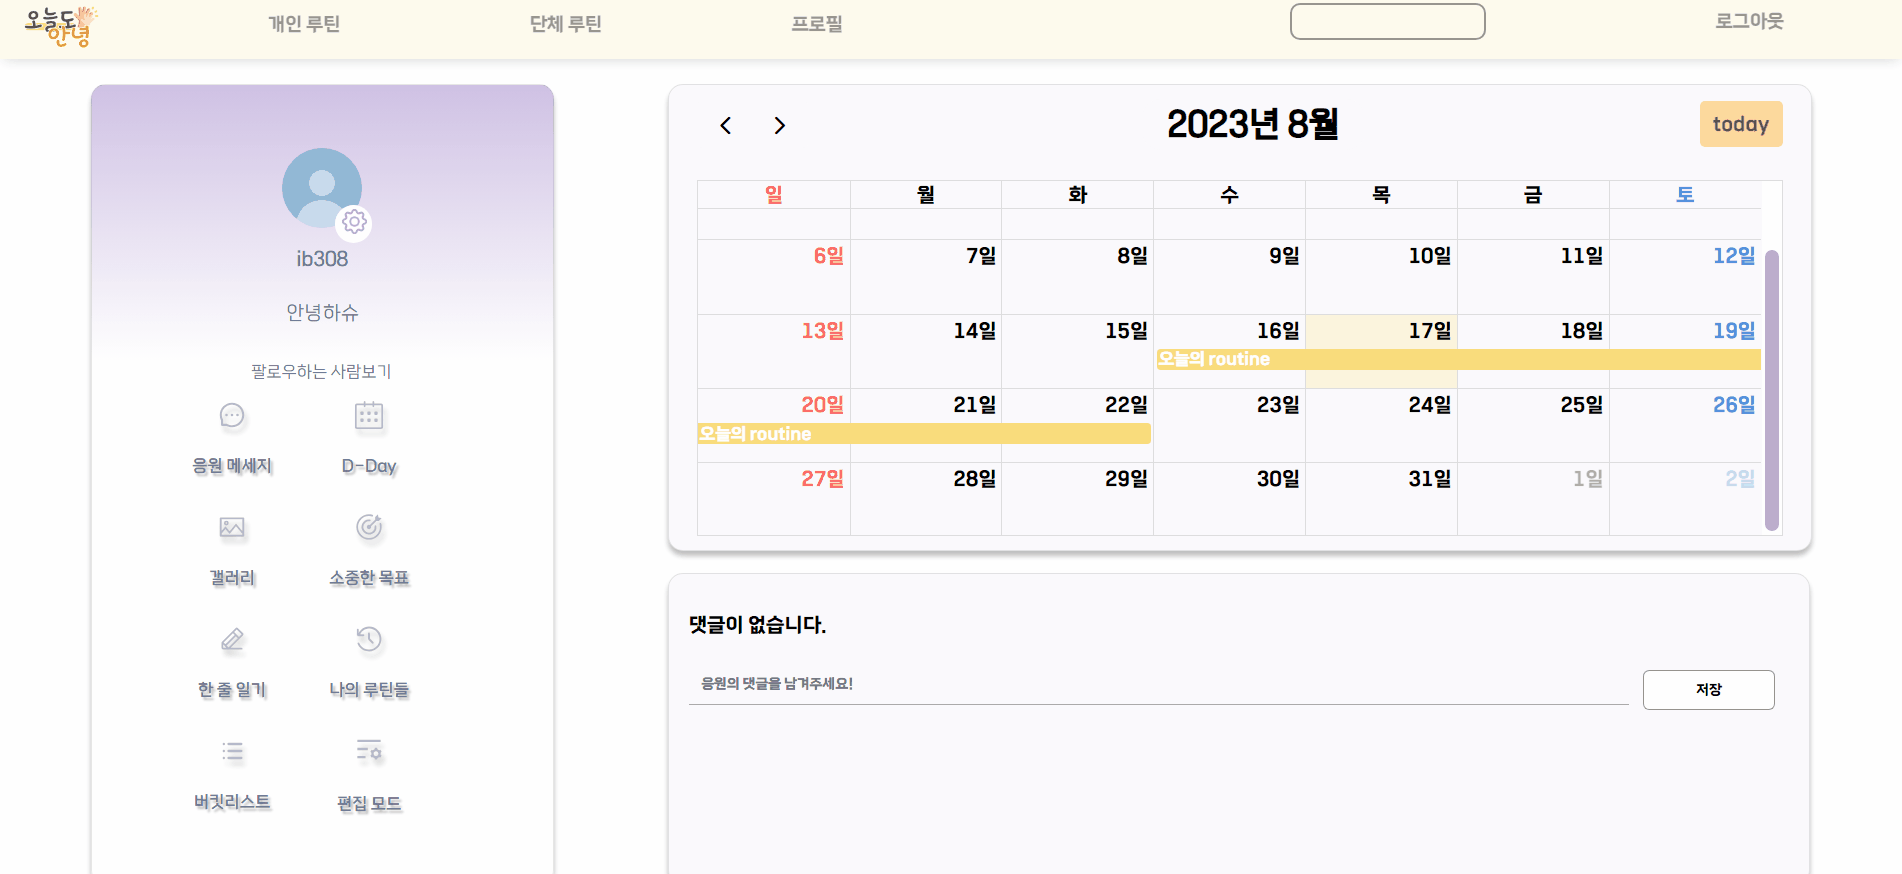 오늘도
안녕
개인 루틴
단체 루틴
프로필
로그아웃
ib308
안녕하슈
팔로우하는 사람보기
응원 메세지
D-Day
갤러리
소중한 목표
한 줄 일기
나의 루틴들
버킷리스트
편집 모드
2023년 8월
today
일 월 화 수 목 금 토
6일 7일 8일 9일 10일 11일 12일
13일 14일 15일 16일 17일 18일 19일
오늘의 routine
20일 21일 22일 23일 24일 25일 26일
오늘의 routine
27일 28일 29일 30일 31일 1일 2일
댓글이 없습니다.
응원의 댓글을 남겨주세요!
저장